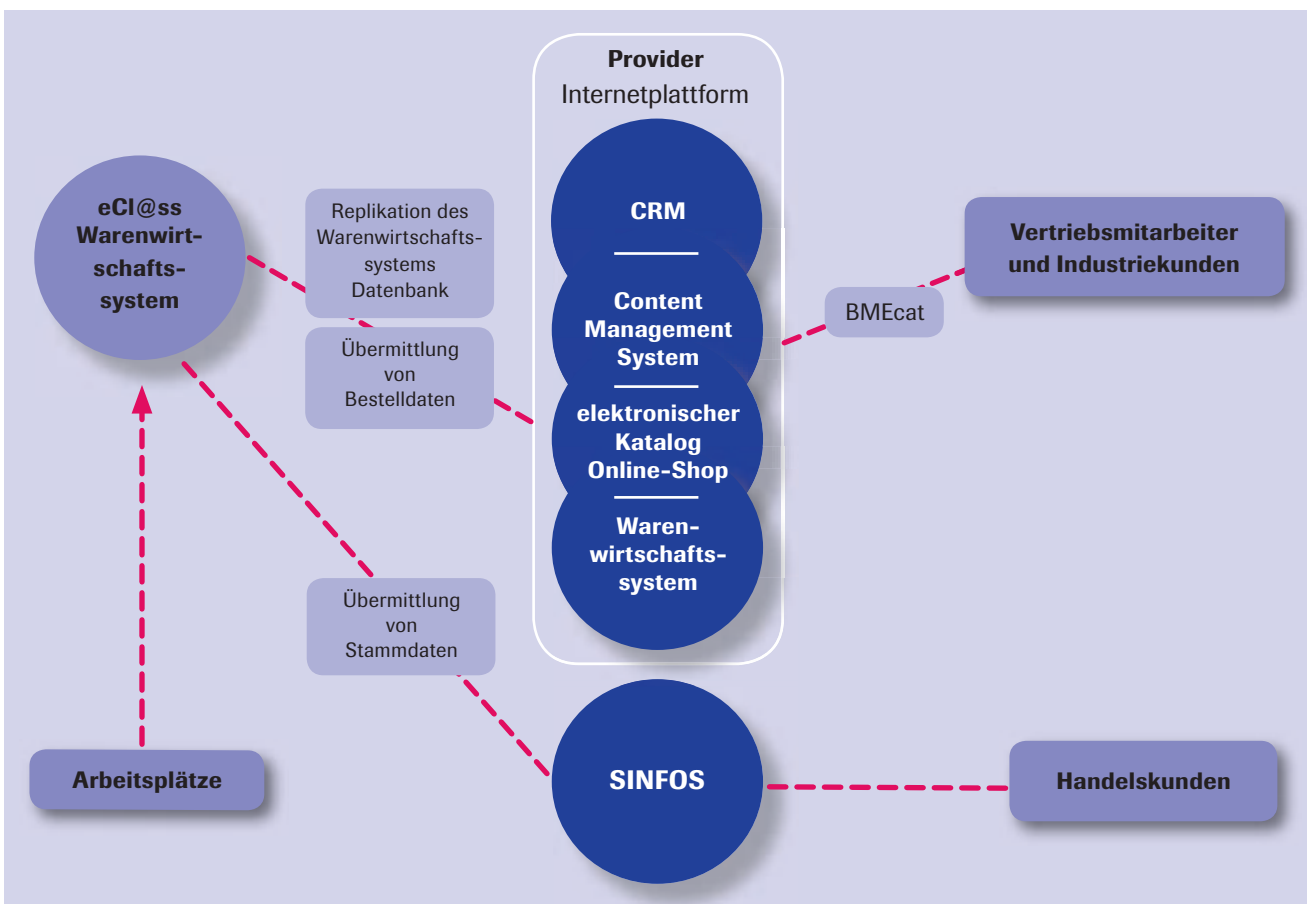 Provider
Internetplattform
eCl@ss
Warenwirt-
schafts-
system
Replikation des
Warenwirtschafts-
systems
Datenbank
Übermittlung
von
Bestelldaten
CRM
Content
Management
System
elektronischer
Katalog
Online-Shop
Waren-
wirtschafts-
system
BMEcat
Vertriebsmitarbeiter
und Industriekunden
Übermittlung
von
Stammdaten
Arbeitsplätze
SINFOS
Handelskunden